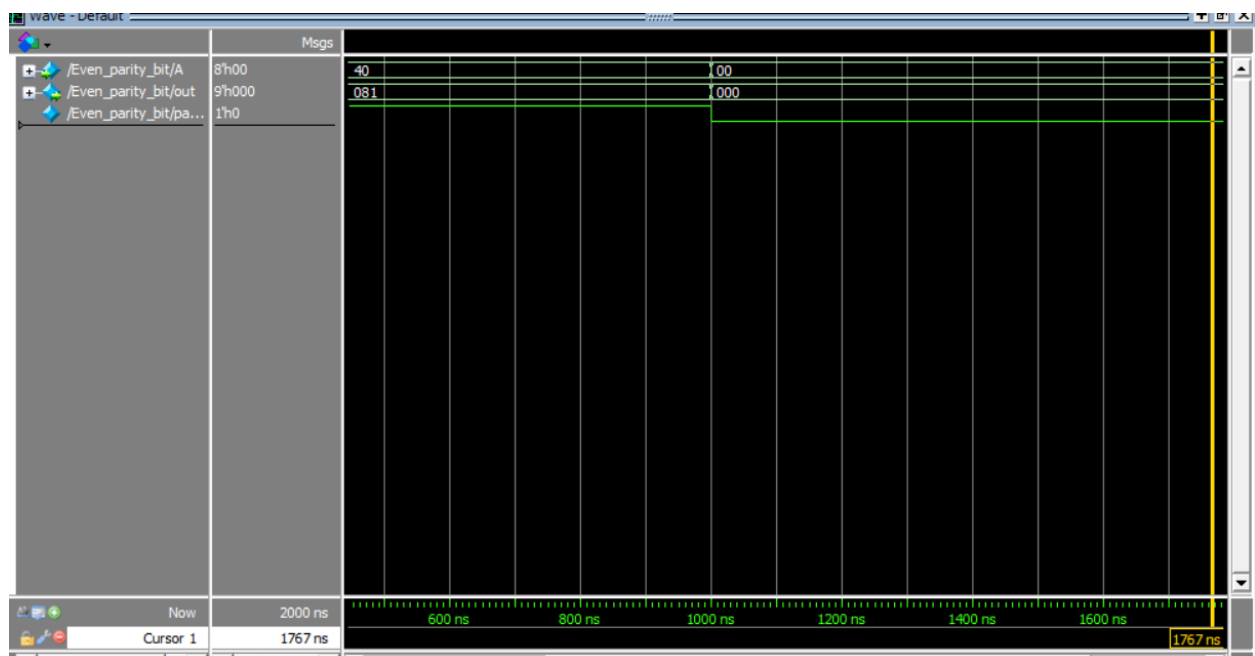 Wave - Default
Msgs
/Even_parity_bit/A 8'h00 40 00
/Even_parity_bit/out 9'h000 081 000
/Even_parity_bit/pa... 1'h0
Now 2000 ns 600 ns 800 ns 1000 ns 1200 ns 1400 ns 1600 ns
Cursor 1 1767 ns 1767 ns